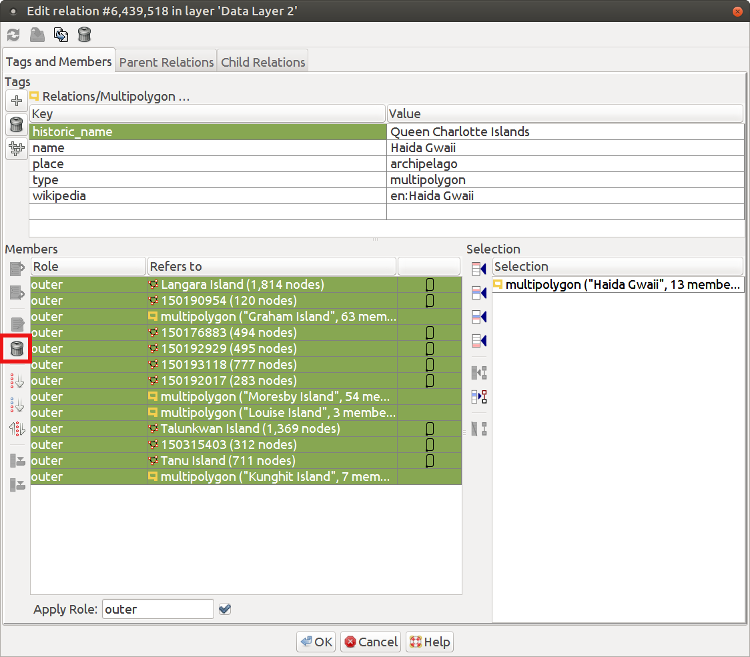 Edit relation #6,439,518 in layer 'Data Layer 2'
Tags and Members Parent Relations Child Relations
Tags
Relations/Multipolygon ...
Key Value
historic_name Queen Charlotte Islands
name Haida Gwaii
place archipelago
type multipolygon
wikipedia en:Haida Gwaii
Members Selection
Role Refers to Selection
outer Langara Island (1,814 nodes) multipolygon ("Haida Gwaii", 13 membe...
outer 150190954 (120 nodes)
outer multipolygon ("Graham Island", 63 mem...
outer 150176883 (494 nodes)
outer 150192929 (495 nodes)
outer 150193118 (777 nodes)
outer 150192017 (283 nodes)
outer multipolygon ("Moresby Island", 54 me...
outer multipolygon ("Louise Island", 3 membe...
outer Talunkwan Island (1,369 nodes)
outer 150315403 (312 nodes)
outer Tanu Island (711 nodes)
outer multipolygon ("Kunghit Island", 7 mem...
Apply Role: outer
OK Cancel Help